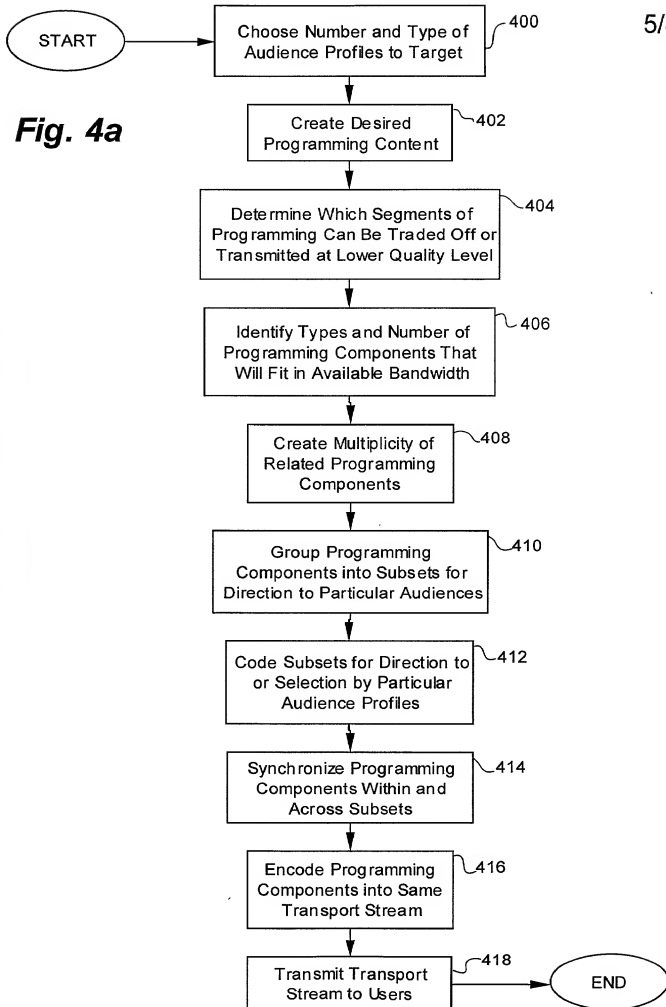 START
Choose Number and Type of
Audience Profiles to Target
400
5/
Fig. 4a
Create Desired
Programming Content
402
Determine Which Segments of
Programming Can Be Traded Off or
Transmitted at Lower Quality Level
404
Identify Types and Number of
Programming Components That
Will Fit in Available Bandwidth
406
Create Multiplicity of
Related Programming
Components
408
Group Programming
Components into Subsets for
Direction to Particular Audiences
410
Code Subsets for Direction to
or Selection by Particular
Audience Profiles
412
Synchronize Programming
Components Within and
Across Subsets
414
Encode Programming
Components into Same
Transport Stream
416
Transmit Transport
Stream to Users
418
END